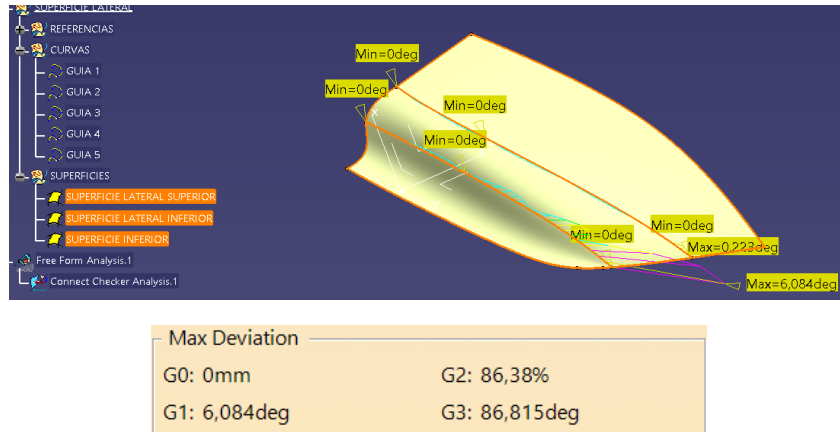 SUPERFICIE LATERAL
REFERENCIAS
CURVAS
GUIA 1
GUIA 2
GUIA 3
GUIA 4
GUIA 5
SUPERFICIES
SUPERFICIE LATERAL SUPERIOR
SUPERFICIE LATERAL INFERIOR
SUPERFICIE INFERIOR
Free Form Analysis.1
Connect Checker Analysis.1
Min=0deg
Min=0deg
Min=0deg
Min=0deg
Min=0deg
Min=0deg
Max=0,223deg
Max=6,084deg
Max Deviation
G0: 0mm
G2: 86,38%
G1: 6,084deg
G3: 86,815deg